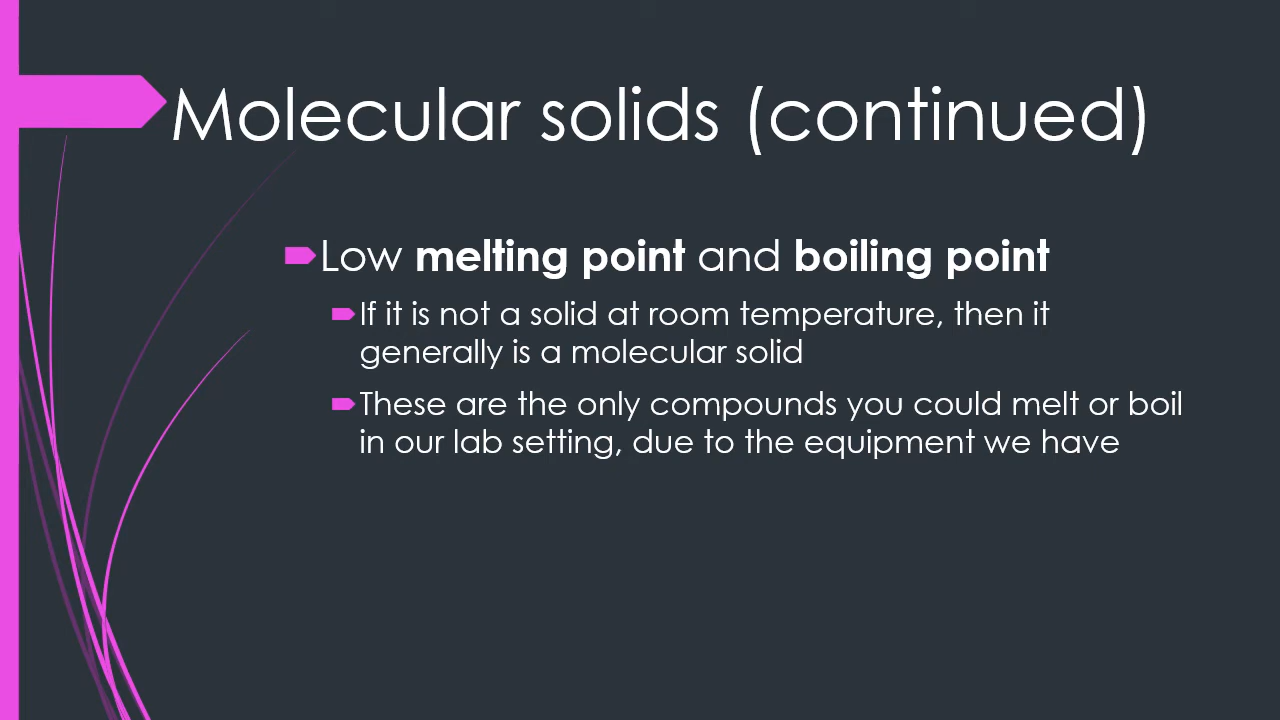 Molecular solids (continued)
Low melting point and boiling point
If it is not a solid at room temperature, then it
generally is a molecular solid
These are the only compounds you could melt or boil
in our lab setting, due to the equipment we have